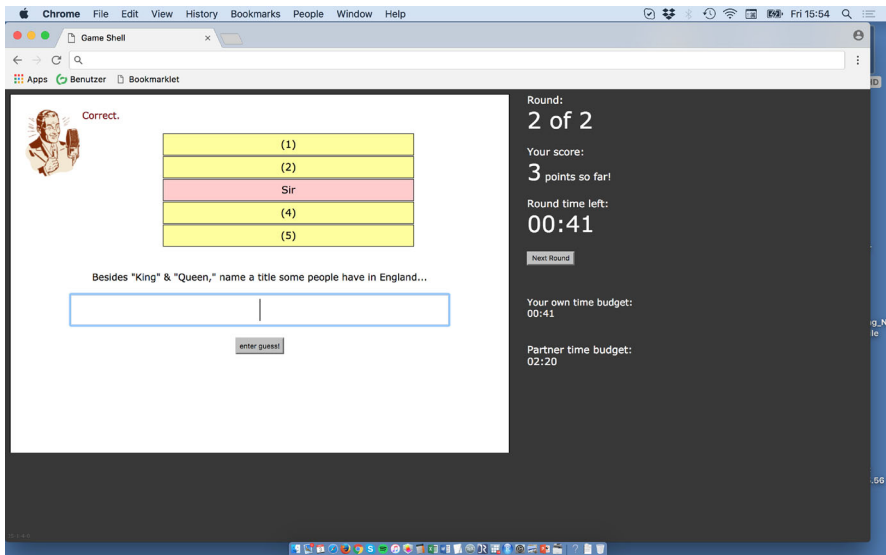 Chrome File Edit View History Bookmarks People Window Help Fri 15:54
Game Shell
Apps Benutzer Bookmarklet
Correct.
(1)
(2)
Sir
(4)
(5)
Besides "King" & "Queen," name a title some people have in England...
enter guess!
Round:
2 of 2
Your score:
3 points so far!
Round time left:
00:41
Next Round
Your own time budget:
00:41
Partner time budget:
02:20